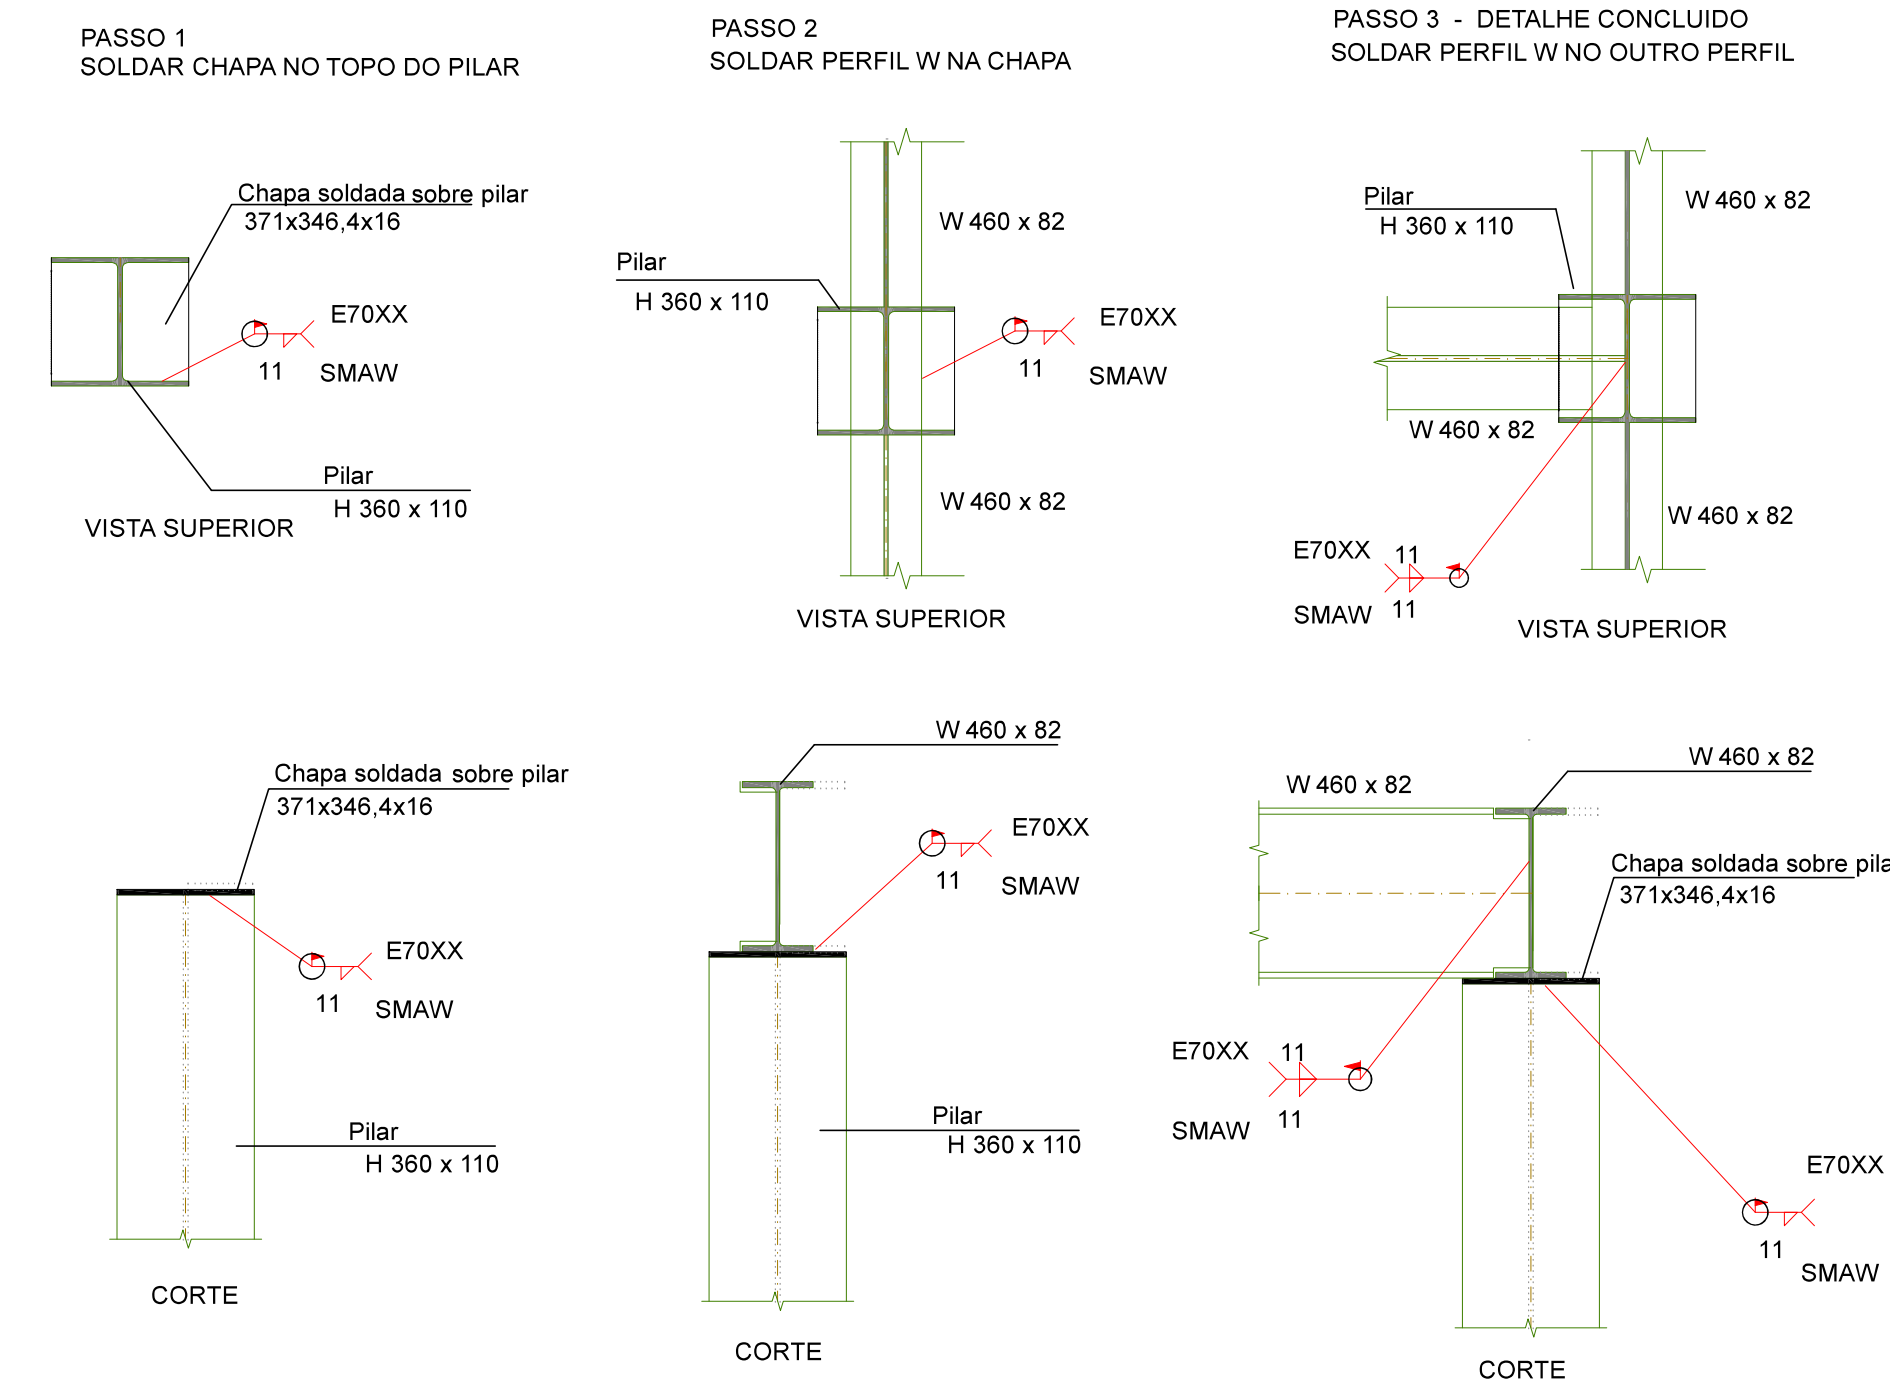 PASSO 1
SOLDAR CHAPA NO TOPO DO PILAR
Chapa soldada sobre pilar
371x346,4x16
E70XX
11
SMAW
Pilar
H 360 x 110
VISTA SUPERIOR
PASSO 2
SOLDAR PERFIL W NA CHAPA
W 460 x 82
Pilar
H 360 x 110
E70XX
11
SMAW
W 460 x 82
VISTA SUPERIOR
PASSO 3 - DETALHE CONCLUIDO
SOLDAR PERFIL W NO OUTRO PERFIL
Pilar
H 360 x 110
W 460 x 82
W 460 x 82
W 460 x 82
E70XX
11
SMAW
11
VISTA SUPERIOR
Chapa soldada sobre pilar
371x346,4x16
E70XX
11
SMAW
Pilar
H 360 x 110
CORTE
W 460 x 82
E70XX
11
SMAW
Pilar
H 360 x 110
CORTE
W 460 x 82
W 460 x 82
Chapa soldada sobre pila
371x346,4x16
E70XX
11
SMAW
11
E70XX
11
SMAW
CORTE